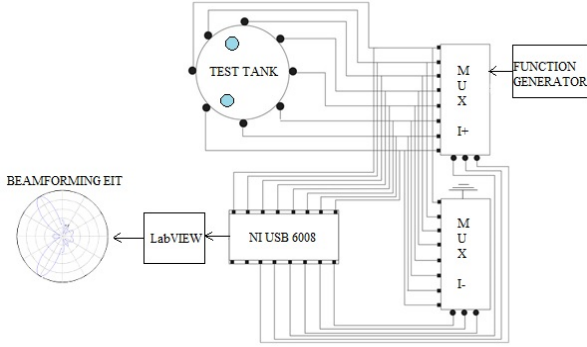 TEST TANK
M
U
X
I+
FUNCTION
GENERATOR
BEAMFORMING EIT
LabVIEW
NI USB 6008
M
U
X
I-